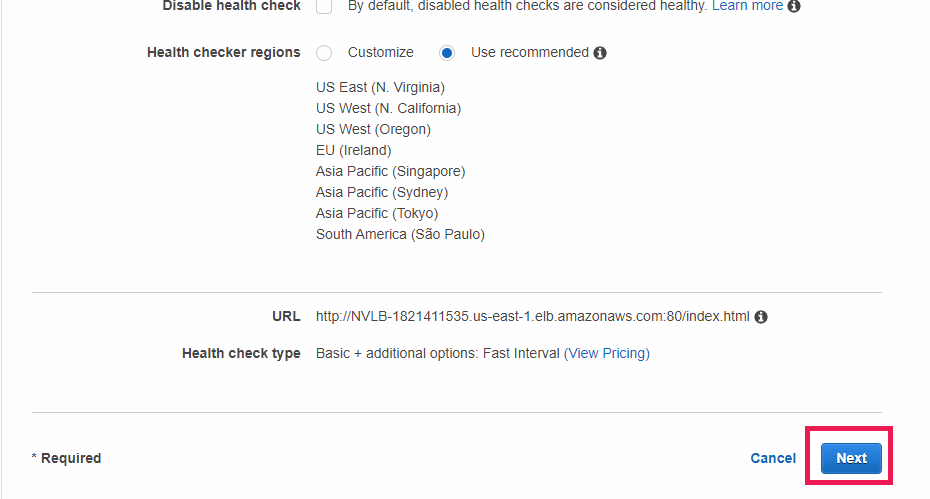 Disable health check By default, disabled health checks are considered healthy. Learn more
Health checker regions Customize Use recommended
US East (N. Virginia)
US West (N. California)
US West (Oregon)
EU (Ireland)
Asia Pacific (Singapore)
Asia Pacific (Sydney)
Asia Pacific (Tokyo)
South America (São Paulo)
URL http://NVLB-1821411535.us-east-1.elb.amazonaws.com:80/index.html
Health check type Basic + additional options: Fast Interval (View Pricing)
* Required Cancel Next